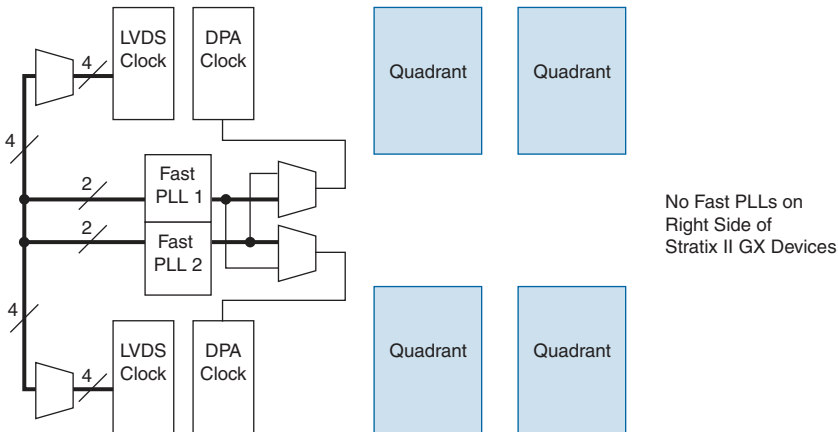 4
LVDS
Clock
DPA
Clock
Quadrant
Quadrant
4
2
Fast
PLL 1
2
Fast
PLL 2
No Fast PLLs on
Right Side of
Stratix II GX Devices
4
4
LVDS
Clock
DPA
Clock
Quadrant
Quadrant